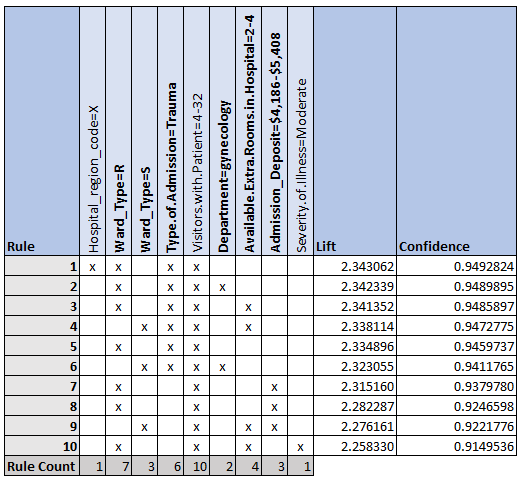 Rule Hospital_region_code=X Ward_Type=R Ward_Type=S Type.of.Admission=Trauma Visitors.with.Patient=4-32 Department=gynecology Available.Extra.Rooms.in.Hospital=2-4 Admission_Deposit=$4,186-$5,408 Severity.of.Illness=Moderate Lift Confidence
1 x x x x 2.343062 0.9492824
2 x x x x 2.342339 0.9489895
3 x x x x 2.341352 0.9485897
4 x x x x 2.338114 0.9472775
5 x x x 2.334896 0.9459737
6 x x x x 2.323055 0.9411765
7 x x x 2.315160 0.9379780
8 x x x 2.282287 0.9246598
9 x x x x 2.276161 0.9221776
10 x x x x 2.258330 0.9149536
Rule Count 1 7 3 6 10 2 4 3 1